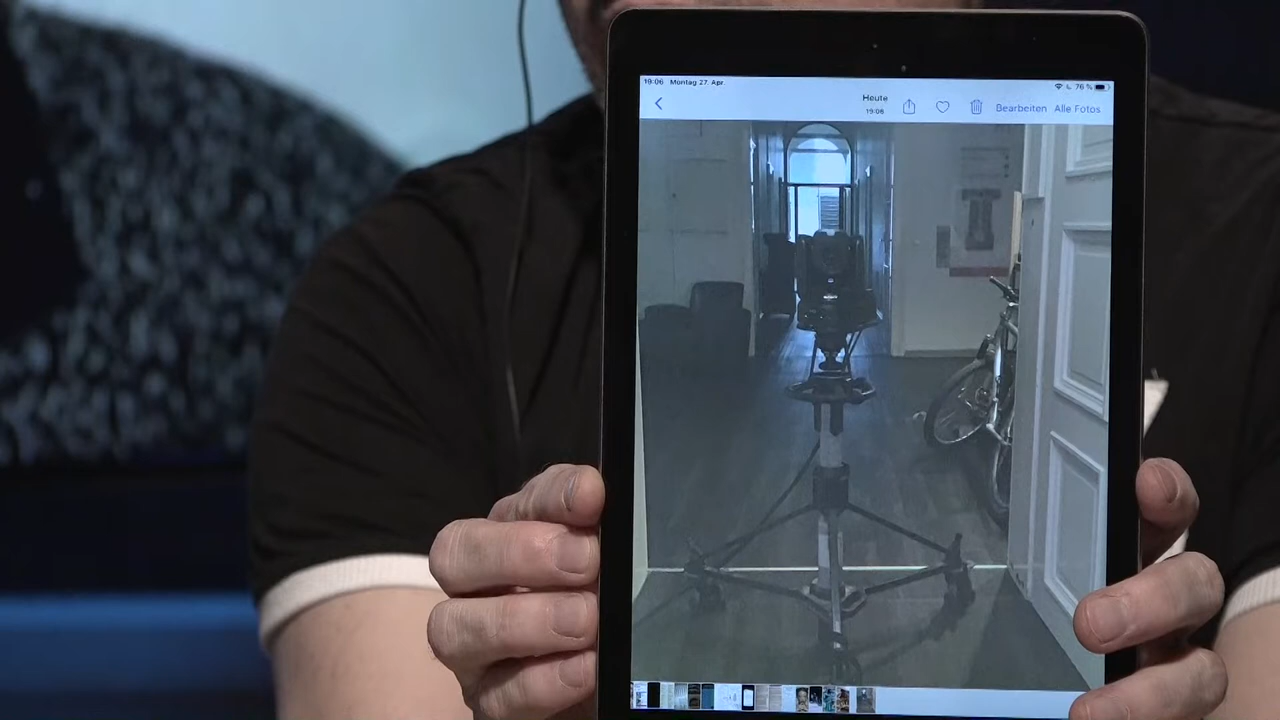 19:06 Montag 27. Apr.
76 %
Heute
19:06
Bearbeiten Alle Fotos